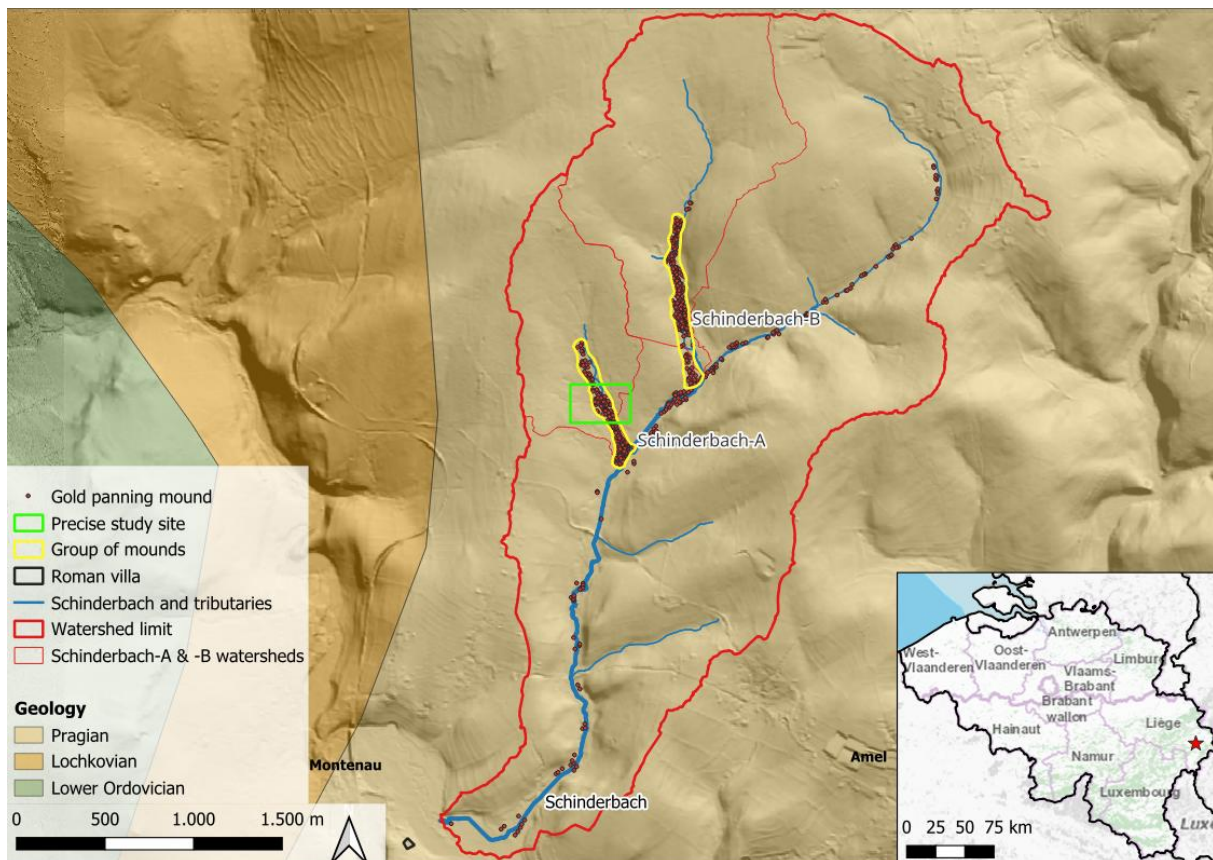 Schinderbach-B
Schinderbach-A
Gold panning mound
Precise study site
Group of mounds
Roman villa
Schinderbach and tributaries
Watershed limit
Schinderbach-A & -B watersheds
Geology
Pragian
Lochkovian
Lower Ordovician
0 500 1.000 1.500 m
Montenau
Amel
Schinderbach
Antwerpen
West-
Vlaanderen
Oost-
Vlaanderen
Limburg
Vlaams-
Brabant
Brabant
wallon
Hainaut
Liège
Namur
Luxembourg
Luxe
0 25 50 75 km